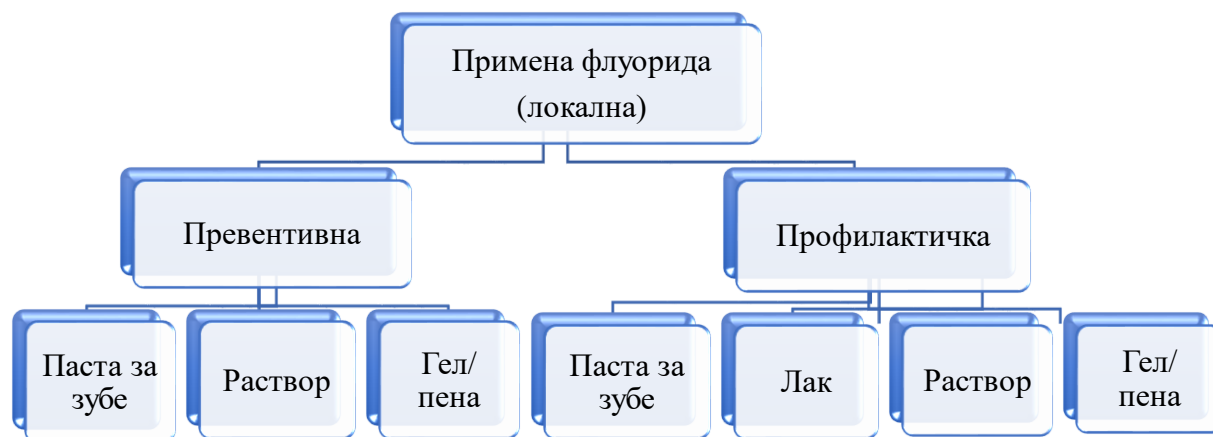 Примена флуорида
(локална)
Превентивна
Профилактичка
Паста за
зубе
Раствор
Гел/
пена
Паста за
зубе
Лак
Раствор
Гел/
пена